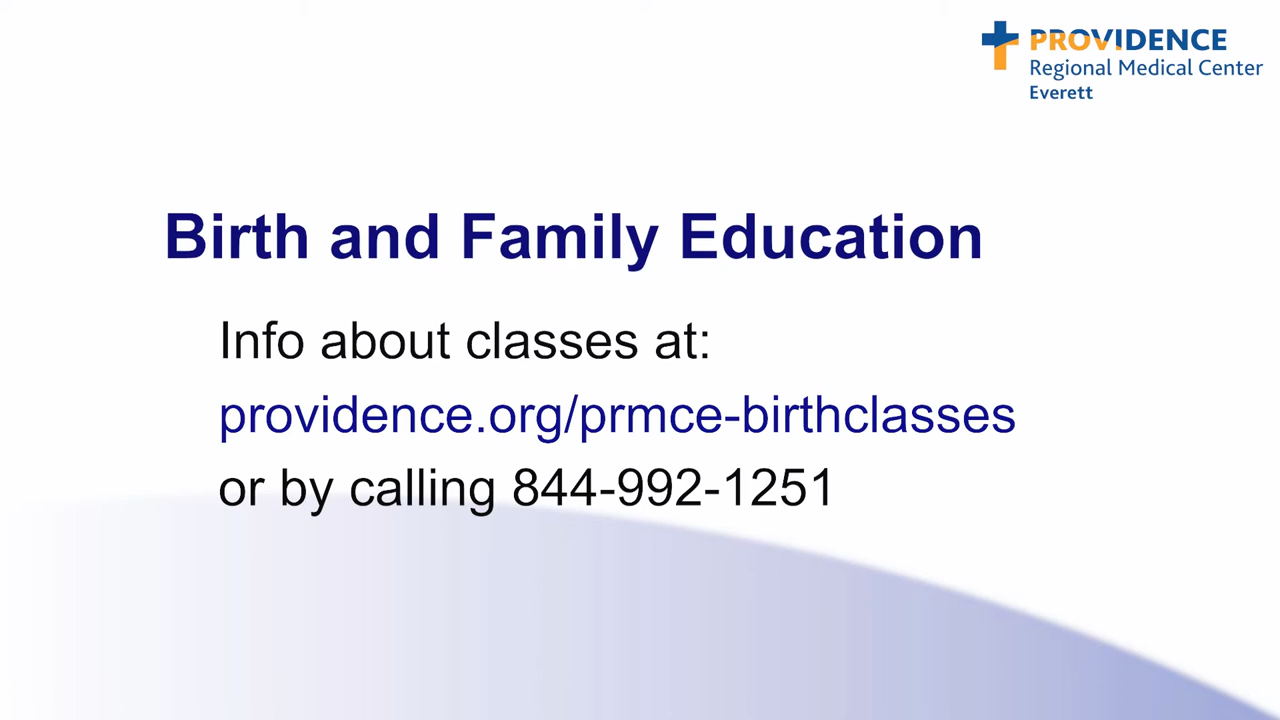 PROVIDENCE
Regional Medical Center
Everett
Birth and Family Education
Info about classes at:
providence.org/prmce-birthclasses
or by calling 844-992-1251